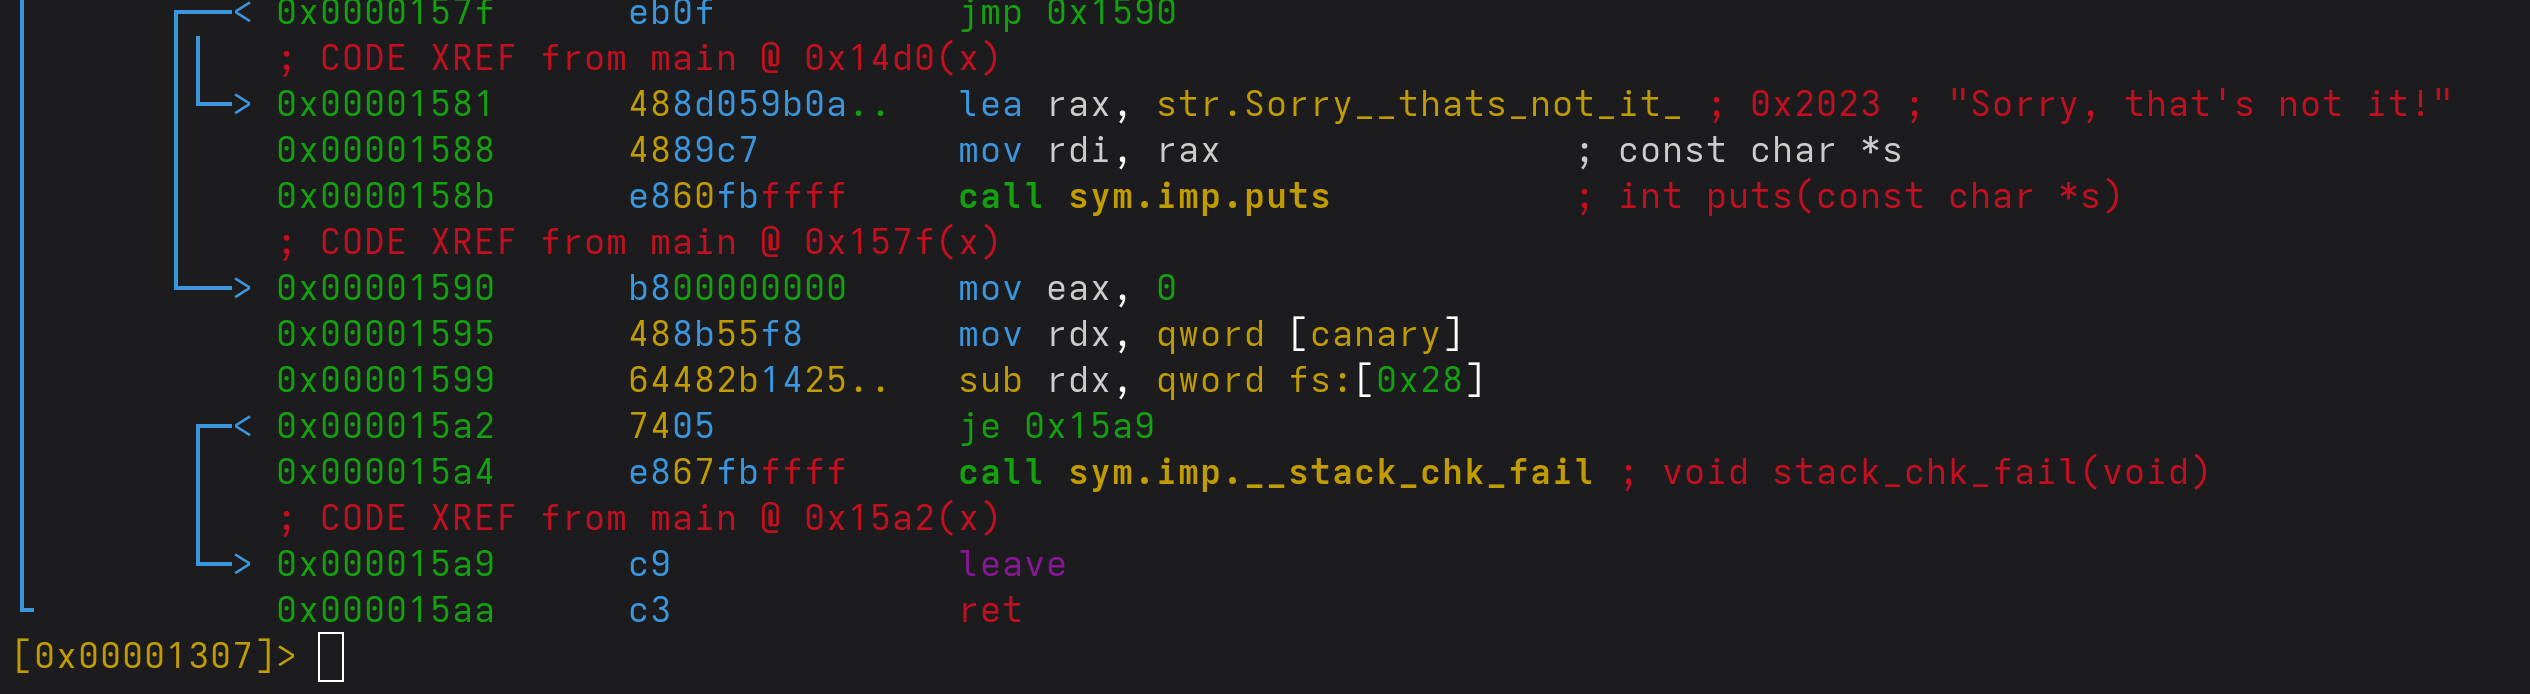 0x0000157f eb0f jmp 0x1590
; CODE XREF from main @ 0x14d0(x)
0x00001581 488d059b0a.. lea rax, str.Sorry__thats_not_it_ ; 0x2023 ; "Sorry, that's not it!"
0x00001588 4889c7 mov rdi, rax ; const char *s
0x0000158b e860fbffff call sym.imp.puts ; int puts(const char *s)
; CODE XREF from main @ 0x157f(x)
0x00001590 b800000000 mov eax, 0
0x00001595 488b55f8 mov rdx, qword [canary]
0x00001599 64482b1425.. sub rdx, qword fs:[0x28]
0x000015a2 7405 je 0x15a9
0x000015a4 e867fbffff call sym.imp.__stack_chk_fail ; void stack_chk_fail(void)
; CODE XREF from main @ 0x15a2(x)
0x000015a9 c9 leave
0x000015aa c3 ret
[0x00001307]>